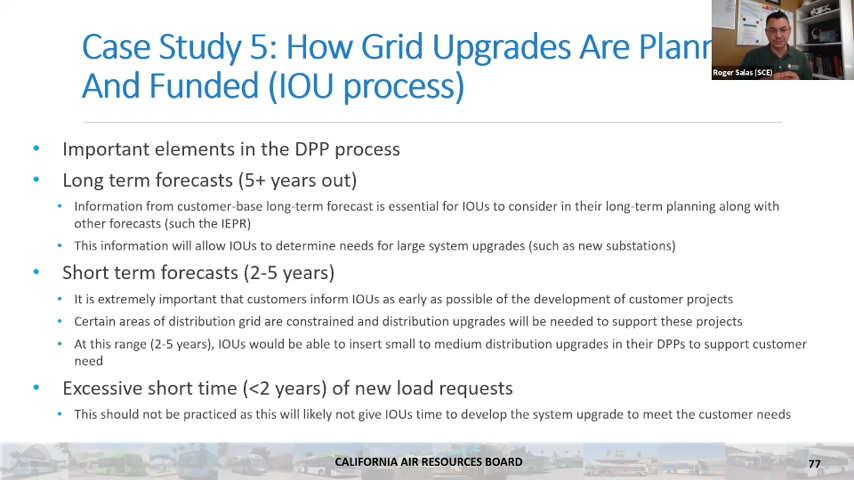 Case Study 5: How Grid Upgrades Are Plann
And Funded (IOU process)
Roger Salas (SCE)
• Important elements in the DPP process
• Long term forecasts (5+ years out)
• Information from customer-base long-term forecast is essential for IOUs to consider in their long-term planning along with
other forecasts (such the IEPR)
• This information will allow IOUs to determine needs for large system upgrades (such as new substations)
• Short term forecasts (2-5 years)
• It is extremely important that customers inform IOUs as early as possible of the development of customer projects
• Certain areas of distribution grid are constrained and distribution upgrades will be needed to support these projects
• At this range (2-5 years), IOUs would be able to insert small to medium distribution upgrades in their DPPs to support customer
need
• Excessive short time (<2 years) of new load requests
• This should not be practiced as this will likely not give IOUs time to develop the system upgrade to meet the customer needs
CALIFORNIA AIR RESOURCES BOARD
77